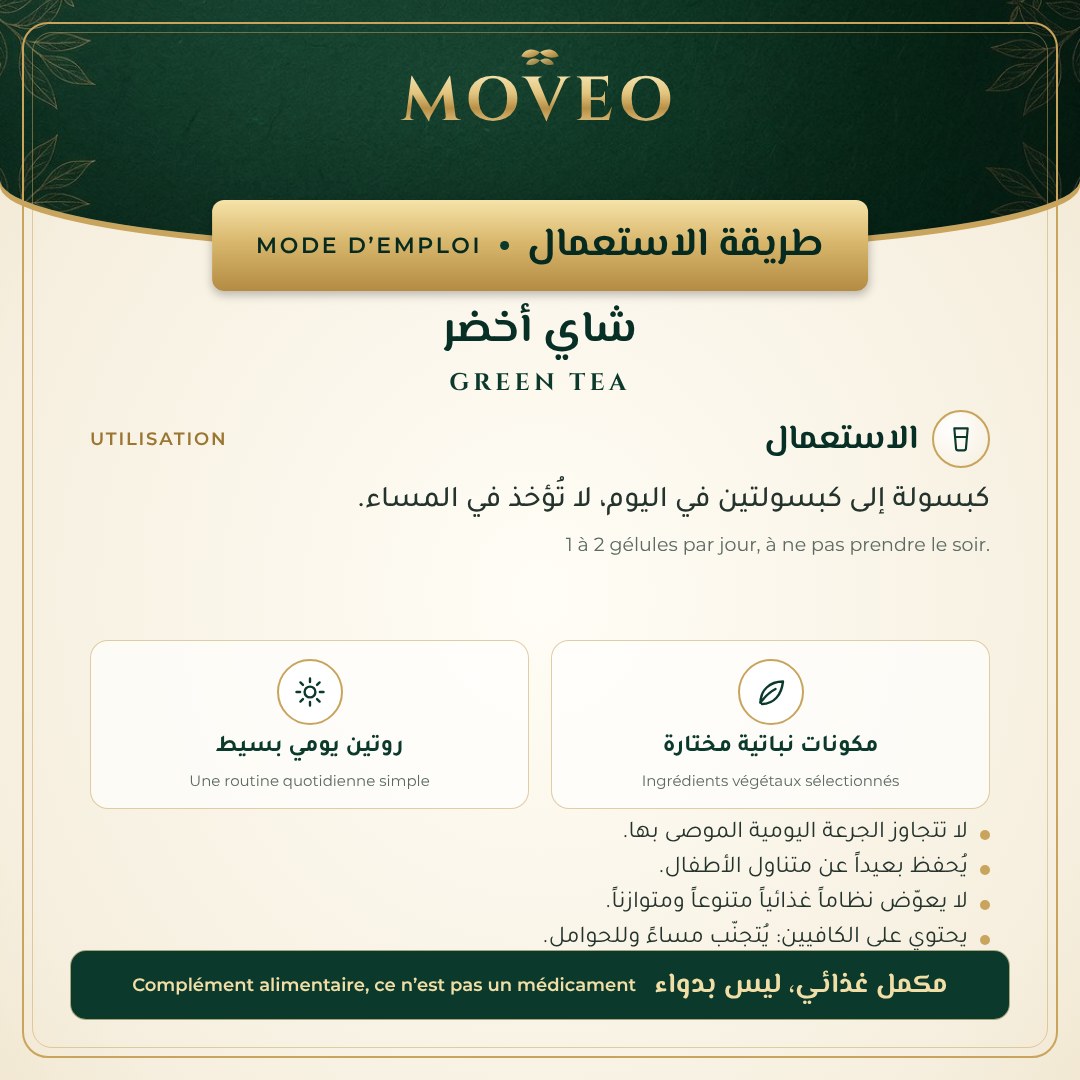 MOVEO
طريقة الاستعمال • MODE D’EMPLOI
شاي أخضر
GREEN TEA
الاستعمال
UTILISATION
كبسولة إلى كبسولتين في اليوم، لا تُؤخذ في المساء.
1 à 2 gélules par jour, à ne pas prendre le soir.
مكونات نباتية مختارة
Ingrédients végétaux sélectionnés
روتين يومي بسيط
Une routine quotidienne simple
لا تتجاوز الجرعة اليومية الموصى بها.
يُحفظ بعيداً عن متناول الأطفال.
لا يعوّض نظاماً غذائياً متنوعاً ومتوازناً.
يحتوي على الكافيين: يُتجنّب مساءً وللحوامل.
مكمل غذائي، ليس بدواء Complément alimentaire, ce n’est pas un médicament